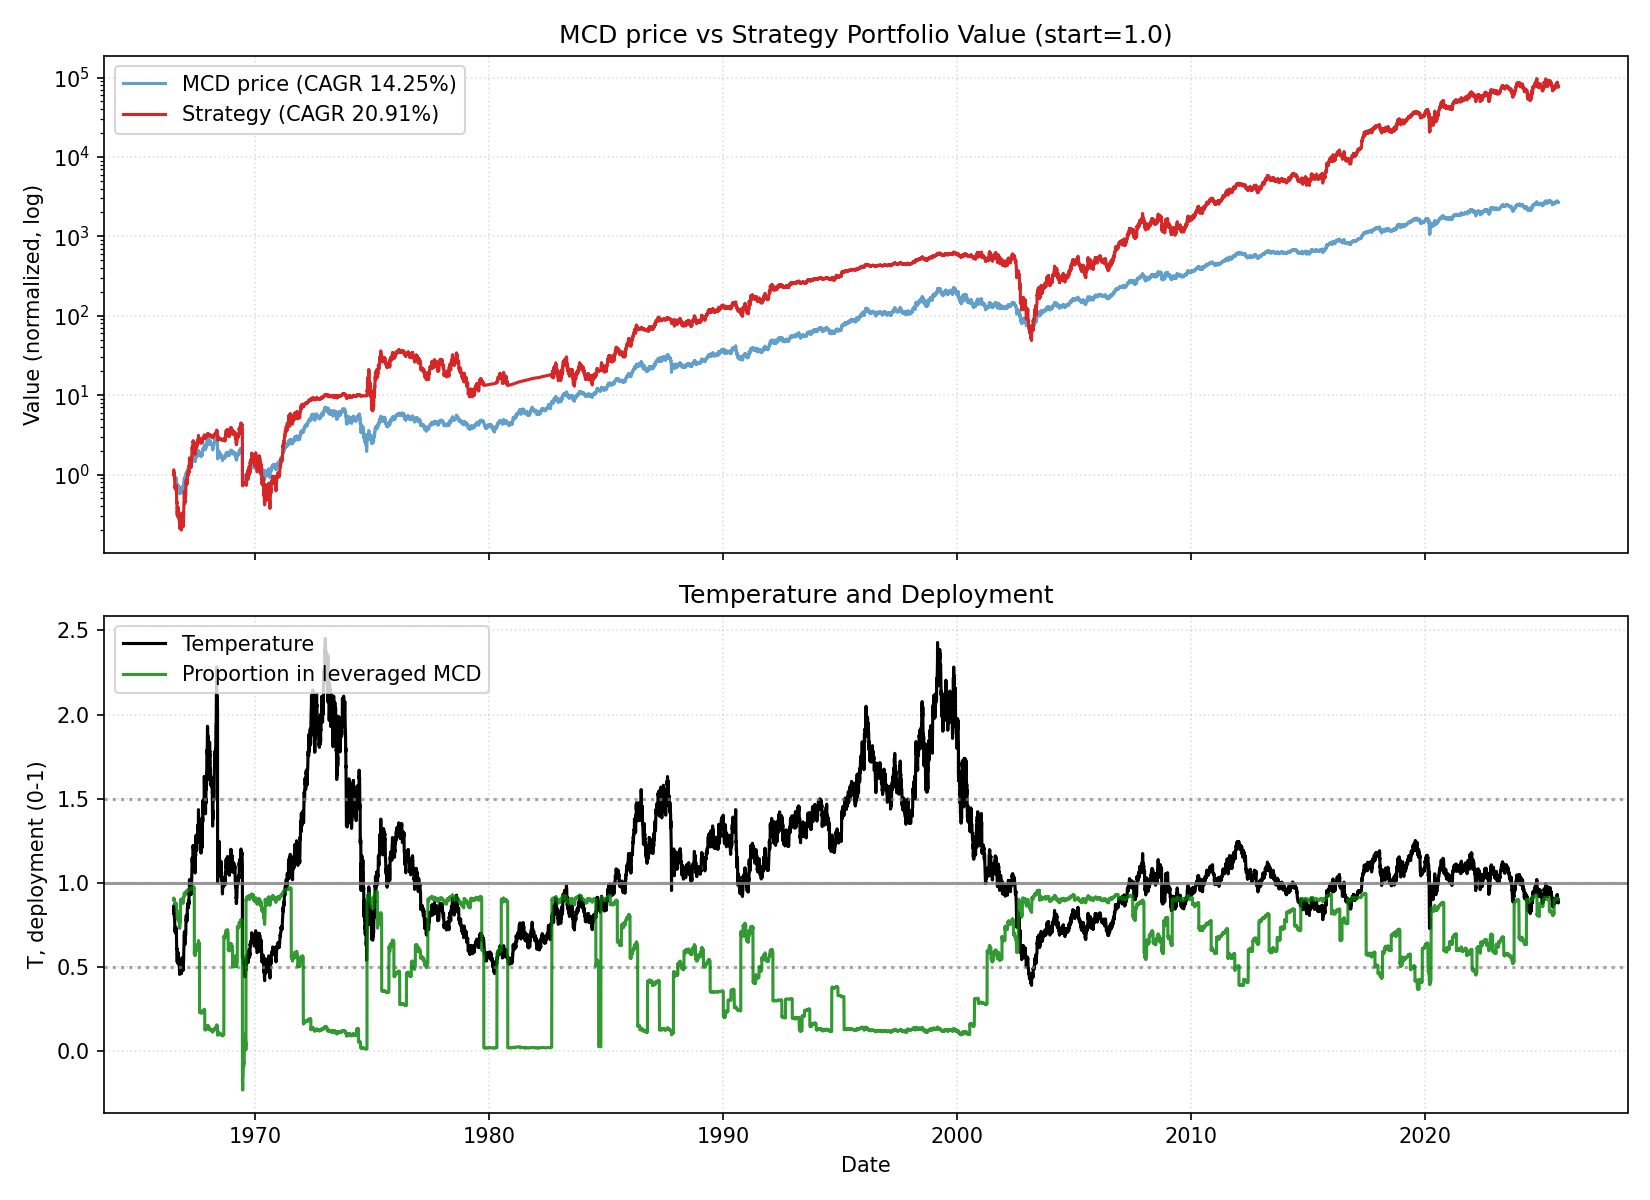 MCD price vs Strategy Portfolio Value (start=1.0)
MCD price (CAGR 14.25%)
Strategy (CAGR 20.91%)
Value (normalized, log)
10^5
10^4
10^3
10^2
10^1
10^0
Temperature and Deployment
Temperature
Proportion in leveraged MCD
T, deployment (0-1)
2.5
2.0
1.5
1.0
0.5
0.0
1970 1980 1990 2000 2010 2020
Date